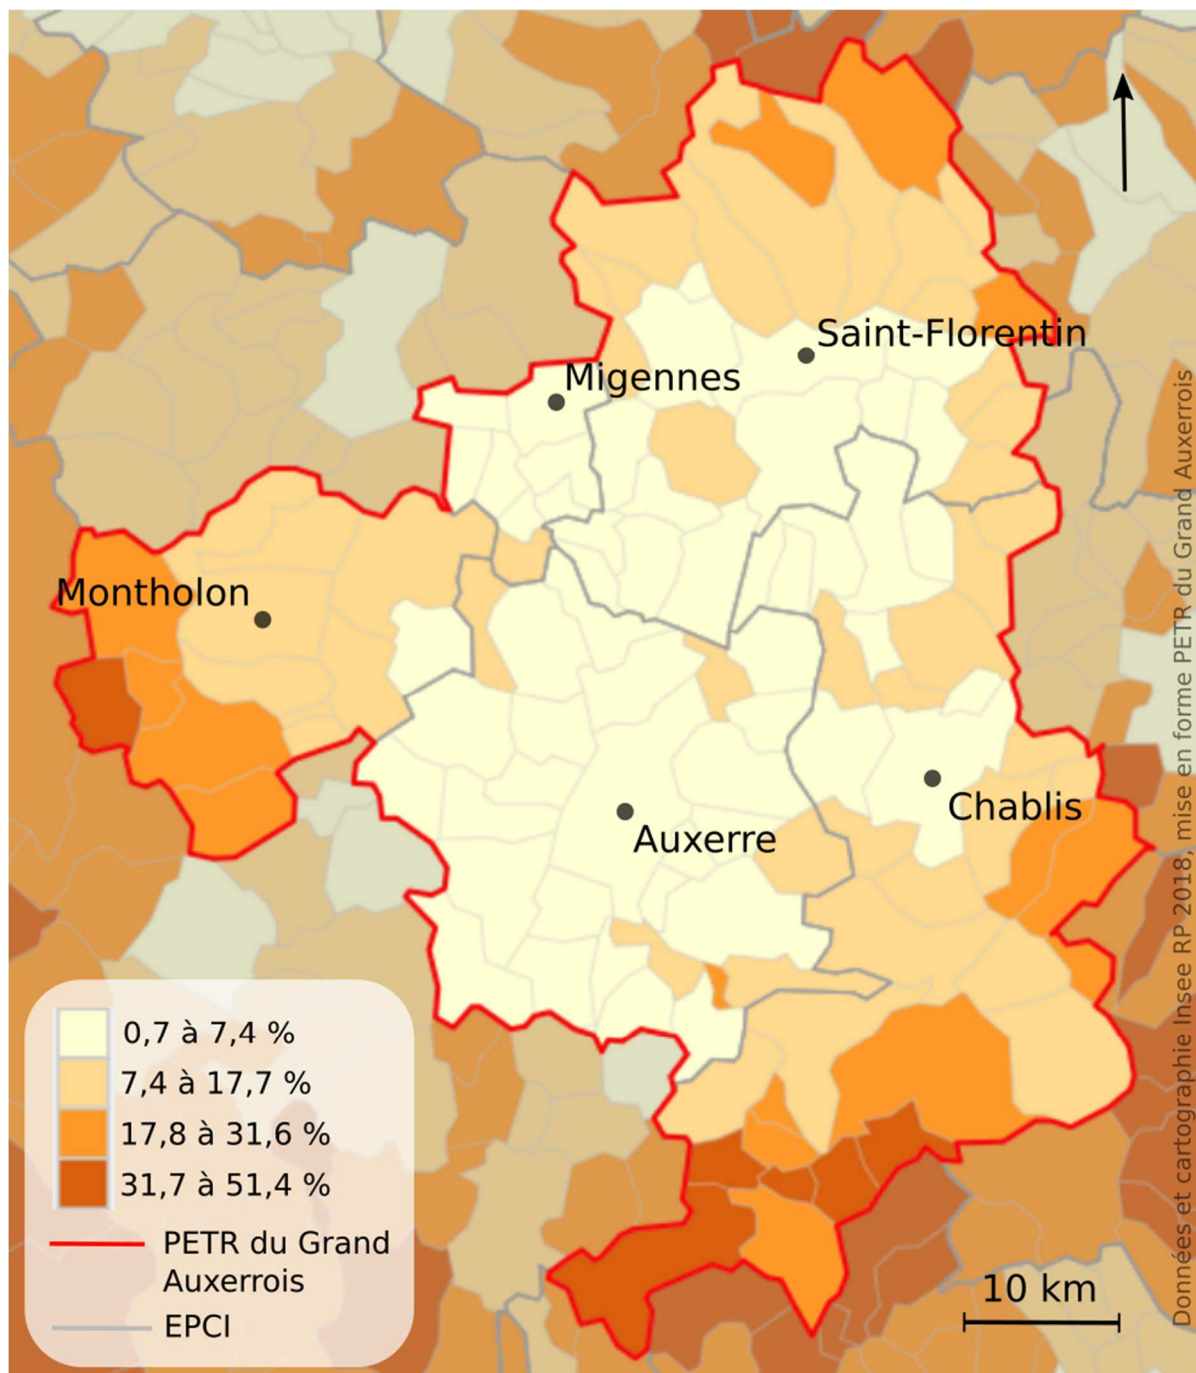 Saint-Florentin
Migennes
Montholon
Chablis
Auxerre
0,7 à 7,4 %
7,4 à 17,7 %
17,8 à 31,6 %
31,7 à 51,4 %
PETR du Grand
Auxerrois
EPCI
10 km
Données et cartographie Insee RP 2018, mise en forme PETR du Grand Auxerrois